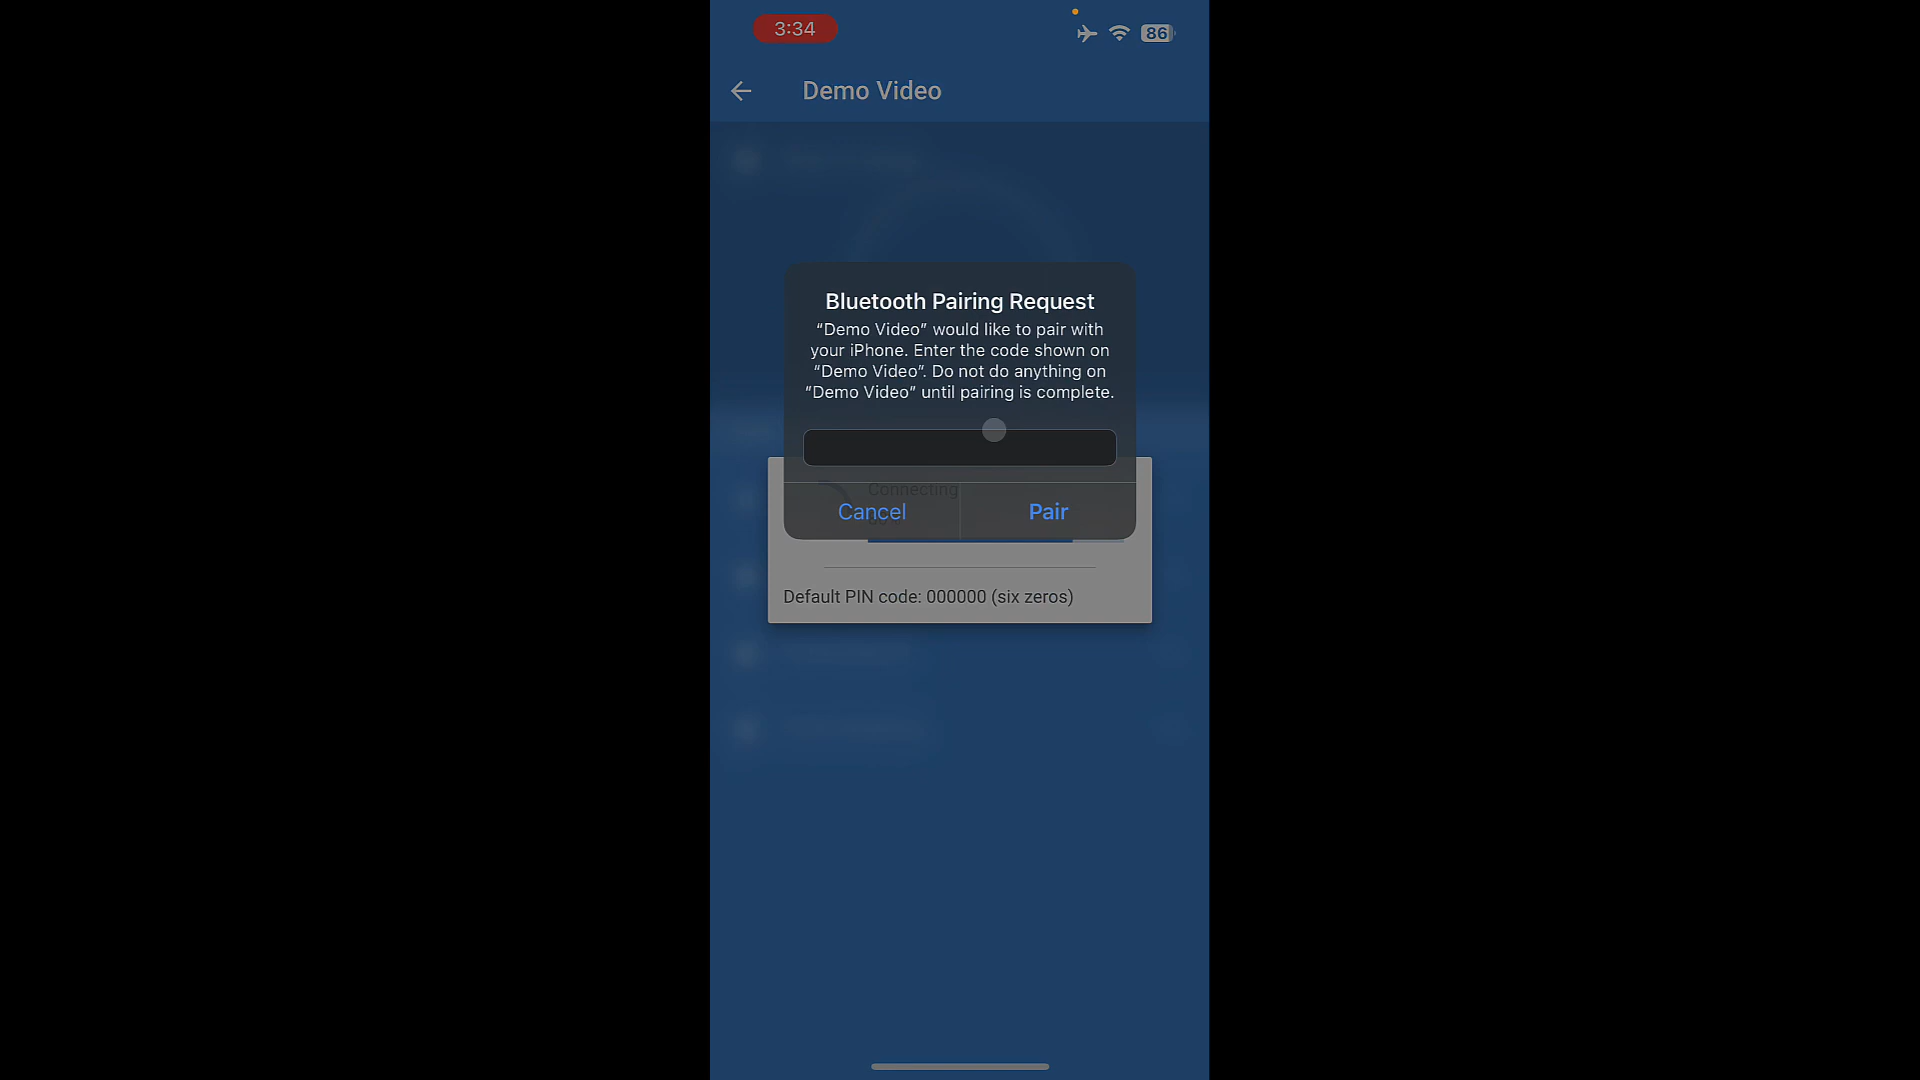 3:34
86
Demo Video
Bluetooth Pairing Request
“Demo Video” would like to pair with
your iPhone. Enter the code shown on
“Demo Video”. Do not do anything on
“Demo Video” until pairing is complete.
Connecting
Cancel
Pair
Default PIN code: 000000 (six zeros)